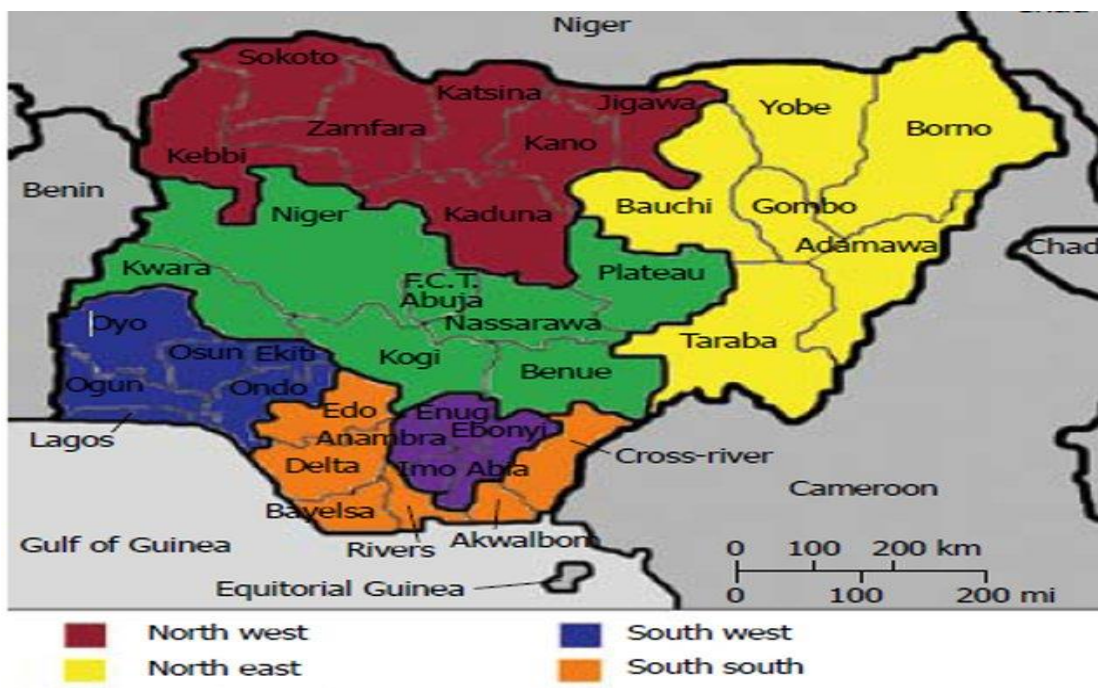 Niger
Sokoto
Katsina
Jigawa
Yobe
Zamfara
Kano
Borno
Kebbi
Benin
Niger
Kaduna
Bauchi
Gombo
Adamawa
Chad
Kwara
F.C.T.
Abuja
Plateau
Oyo
Nassarawa
Osun Ekiti
Kogi
Taraba
Ogun
Ondo
Benue
Edo
Enug
Lagos
Anambra
Ebonyi
Cross-river
Delta
Imo Abia
Cameroon
Bayelsa
Gulf of Guinea
Rivers
Akwalbom
0 100 200 km
Equitorial Guinea
0 100 200 mi
North west
South west
North east
South south